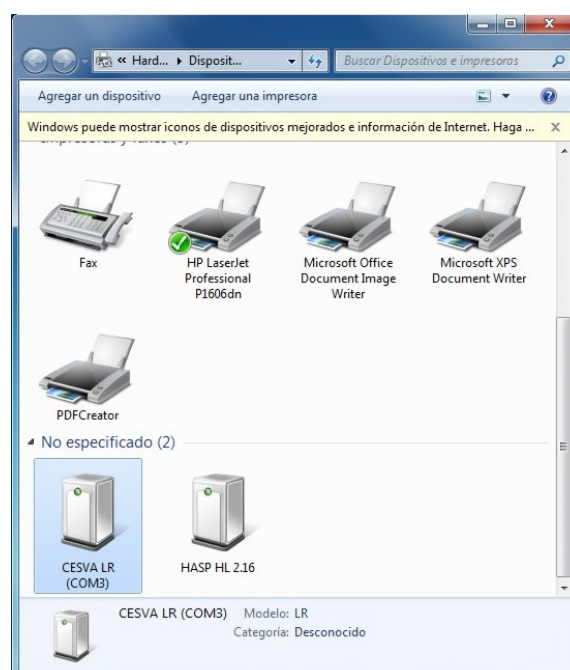 « Hard... ▸ Disposit...
Buscar Dispositivos e impresoras
Agregar un dispositivo Agregar una impresora
Windows puede mostrar iconos de dispositivos mejorados e información de Internet. Haga ...
Fax
HP LaserJet
Professional
P1606dn
Microsoft Office
Document Image
Writer
Microsoft XPS
Document Writer
PDFCreator
No especificado (2)
CESVA LR
(COM3)
HASP HL 2.16
CESVA LR (COM3) Modelo: LR
Categoría: Desconocido